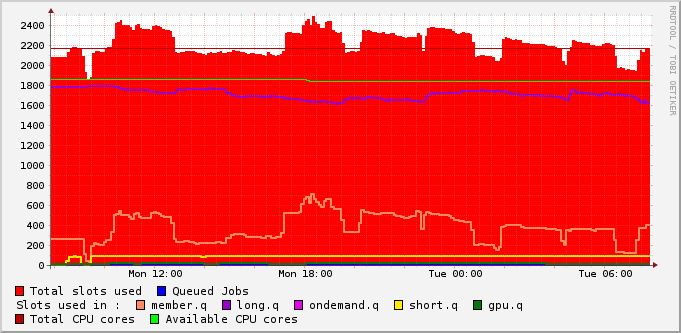 RRDTOOL / TOBI OETIKER
2400
2200
2000
1800
1600
1400
1200
1000
800
600
400
200
0
Mon 12:00 Mon 18:00 Tue 00:00 Tue 06:00
Total slots used Queued Jobs
Slots used in : member.q long.q ondemand.q short.q gpu.q
Total CPU cores Available CPU cores